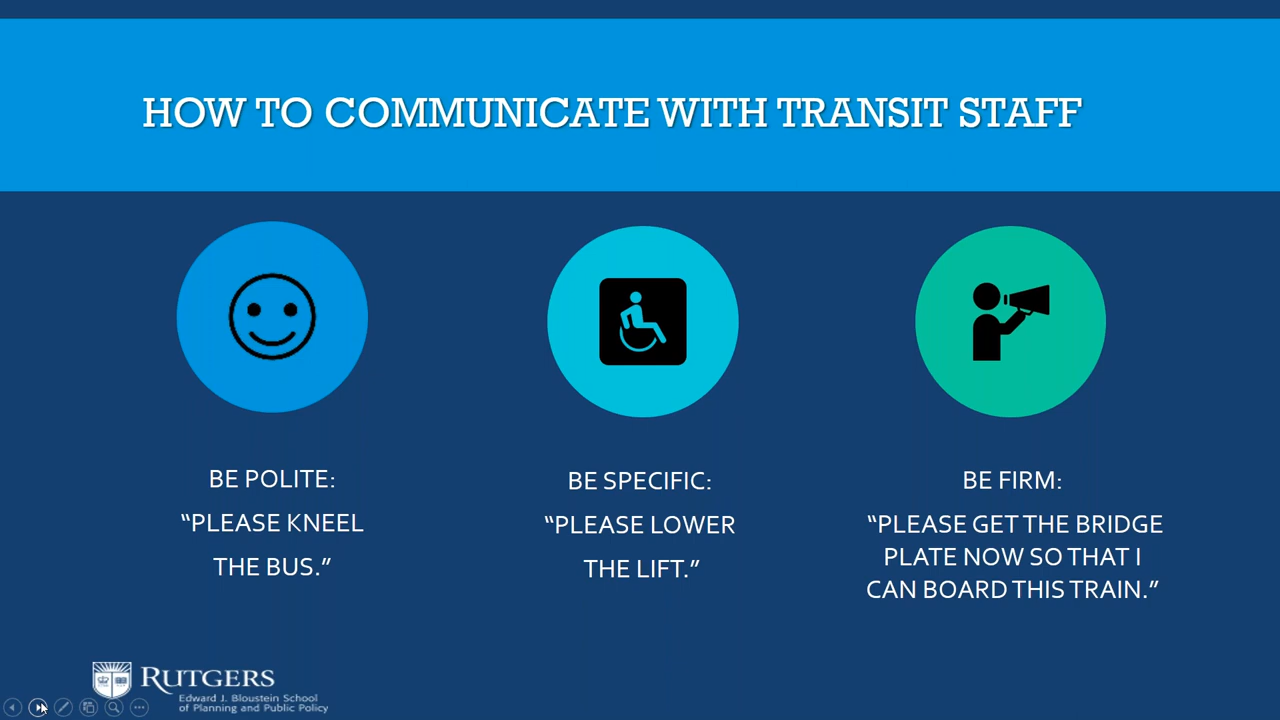 HOW TO COMMUNICATE WITH TRANSIT STAFF
BE POLITE:
“PLEASE KNEEL
THE BUS.”
BE SPECIFIC:
“PLEASE LOWER
THE LIFT.”
BE FIRM:
“PLEASE GET THE BRIDGE
PLATE NOW SO THAT I
CAN BOARD THIS TRAIN.”
RUTGERS
Edward J. Bloustein School
of Planning and Public Policy